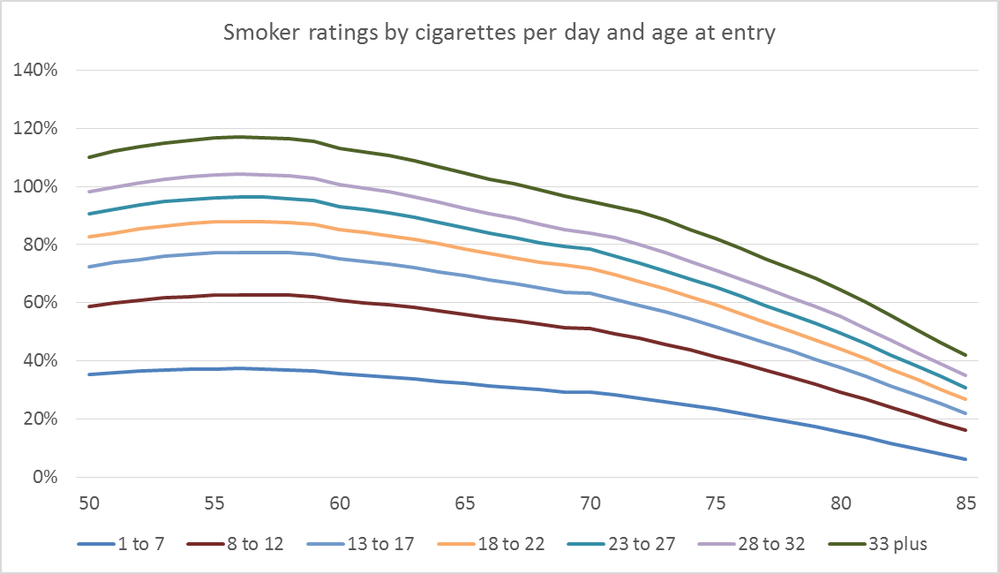 Smoker ratings by cigarettes per day and age at entry
140%
120%
100%
80%
60%
40%
20%
0%
50 55 60 65 70 75 80 85
1 to 7 8 to 12 13 to 17 18 to 22 23 to 27 28 to 32 33 plus